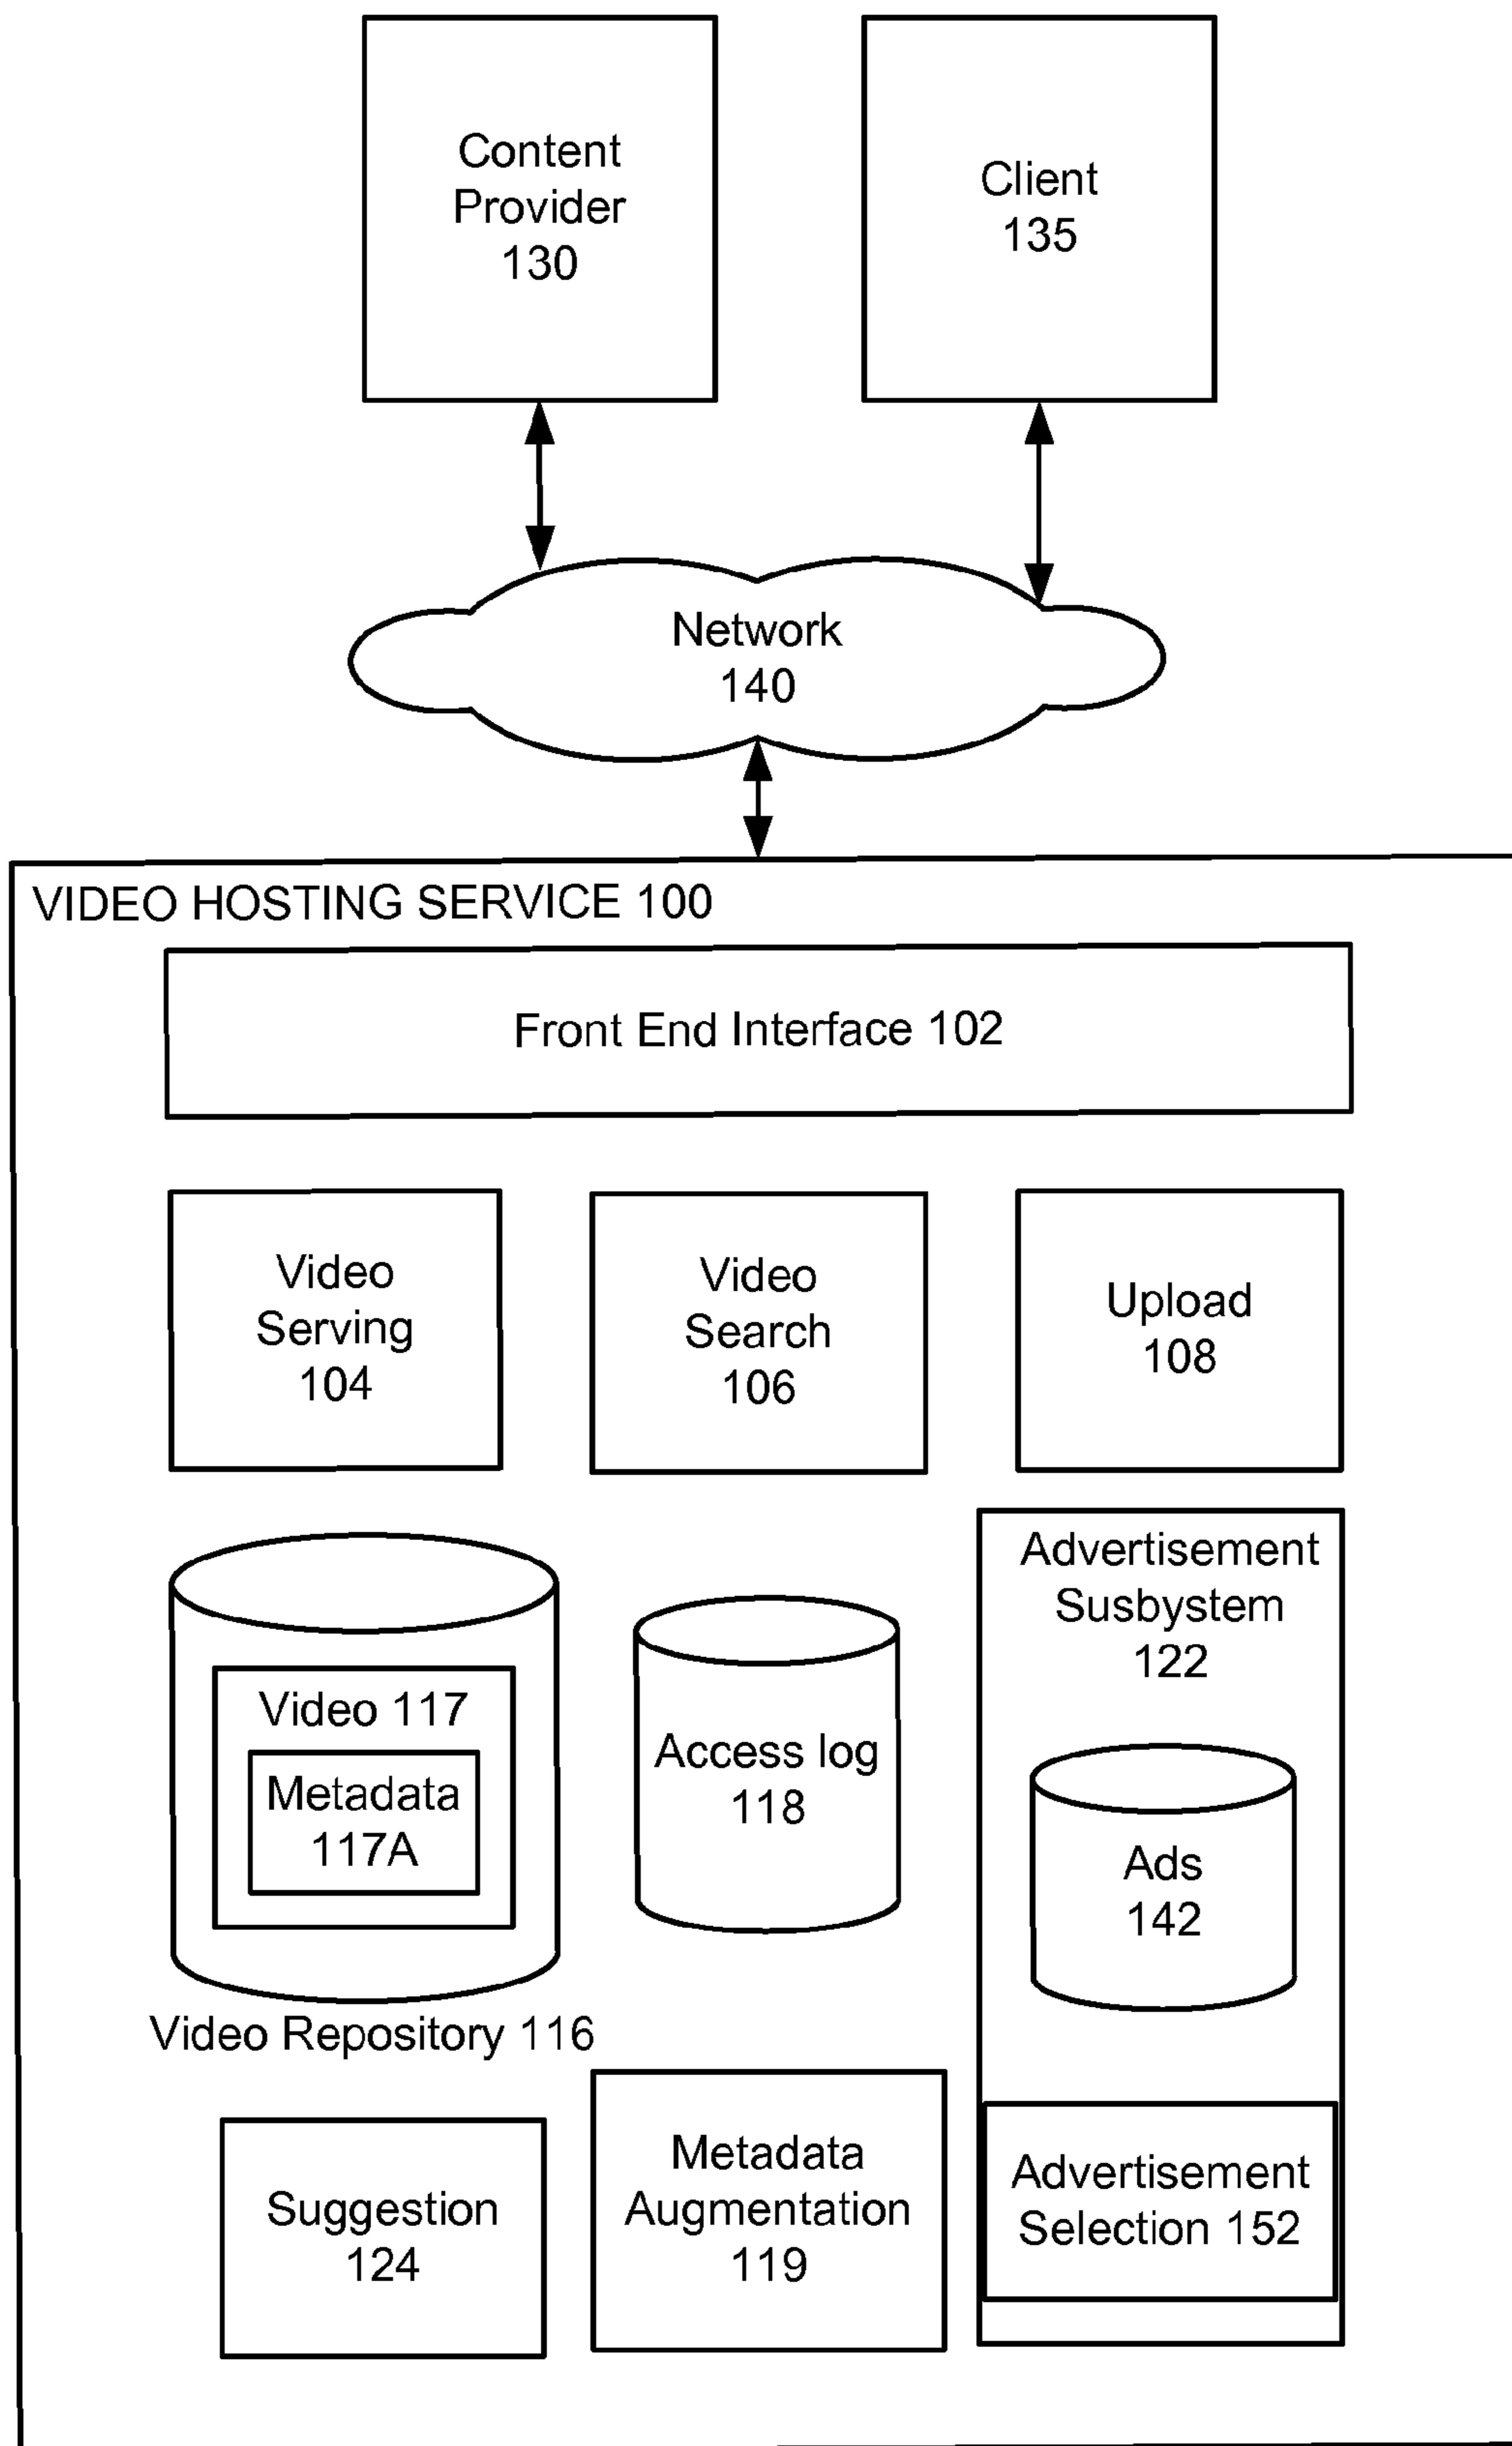 Content
Provider
130
Client
135
Network
140
VIDEO HOSTING SERVICE 100
Front End Interface 102
Video
Serving
104
Video
Search
106
Upload
108
Advertisement
Susbystem
122
Video 117
Metadata
117A
Access log
118
Ads
142
Video Repository 116
Suggestion
124
Metadata
Augmentation
119
Advertisement
Selection 152